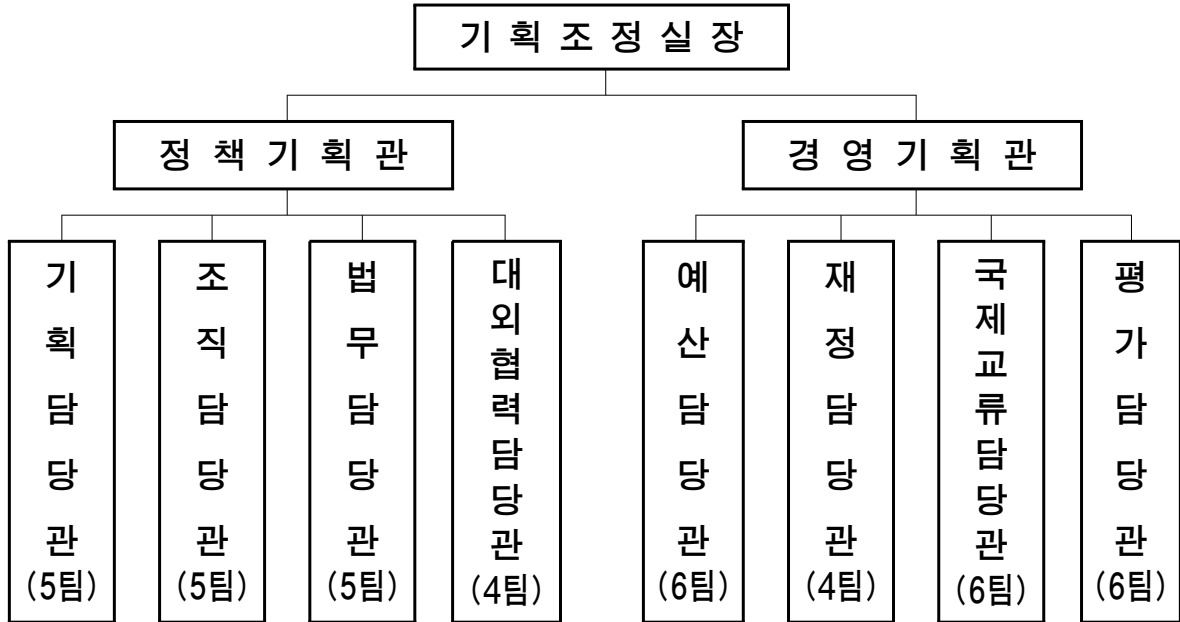 기획조정실장
정책기획관
경영기획관
기획담당관
(5팀)
조직담당관
(5팀)
법무담당관
(5팀)
대외협력담당관
(4팀)
예산담당관
(6팀)
재정담당관
(4팀)
국제교류담당관
(6팀)
평가담당관
(6팀)